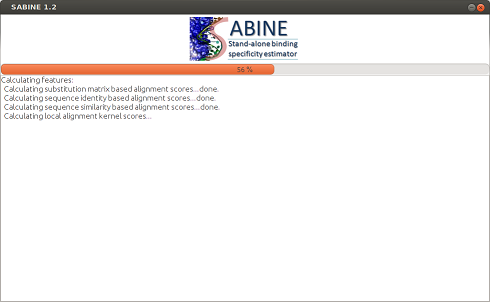 SABINE 1.2
ABINE
Stand-alone binding
specificity estimator
56 %
Calculating features:
Calculating substitution matrix based alignment scores...done.
Calculating sequence identity based alignment scores...done.
Calculating sequence similarity based alignment scores...done.
Calculating local alignment kernel scores...